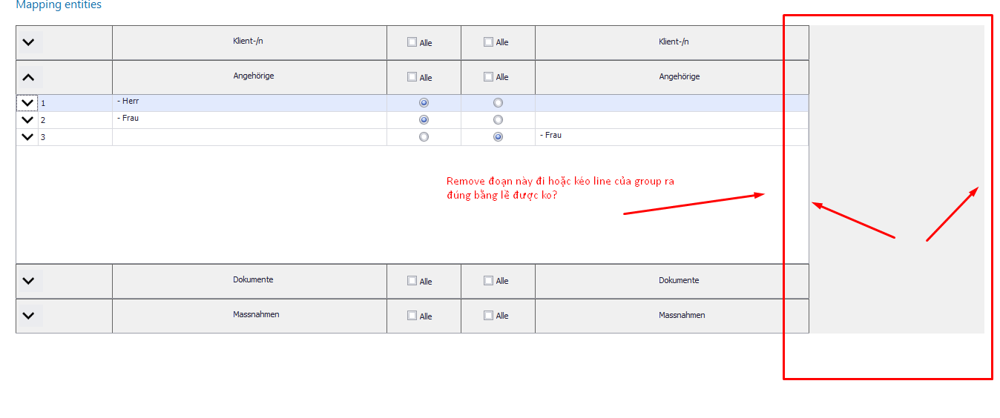 Mapping entities
Klient-/n Alle Alle Klient-/n
Angehörige Alle Alle Angehörige
1 - Herr
2 - Frau
3 - Frau
Remove đoạn này đi hoặc kéo line của group ra
đúng bằng lề được ko?
Dokumente Alle Alle Dokumente
Massnahmen Alle Alle Massnahmen